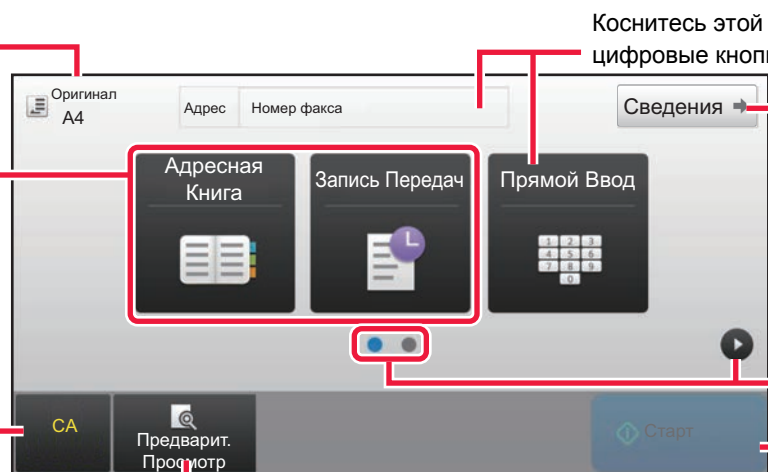 Коснитесь этой
цифровые кнопк
Оригинал
A4
Адрес
Номер факса
Сведения
Адресная
Книга
Запись Передач
Прямой Ввод
1 2 3
4 5 6
7 8 9
0
CA
Предварит.
Просмотр
Старт